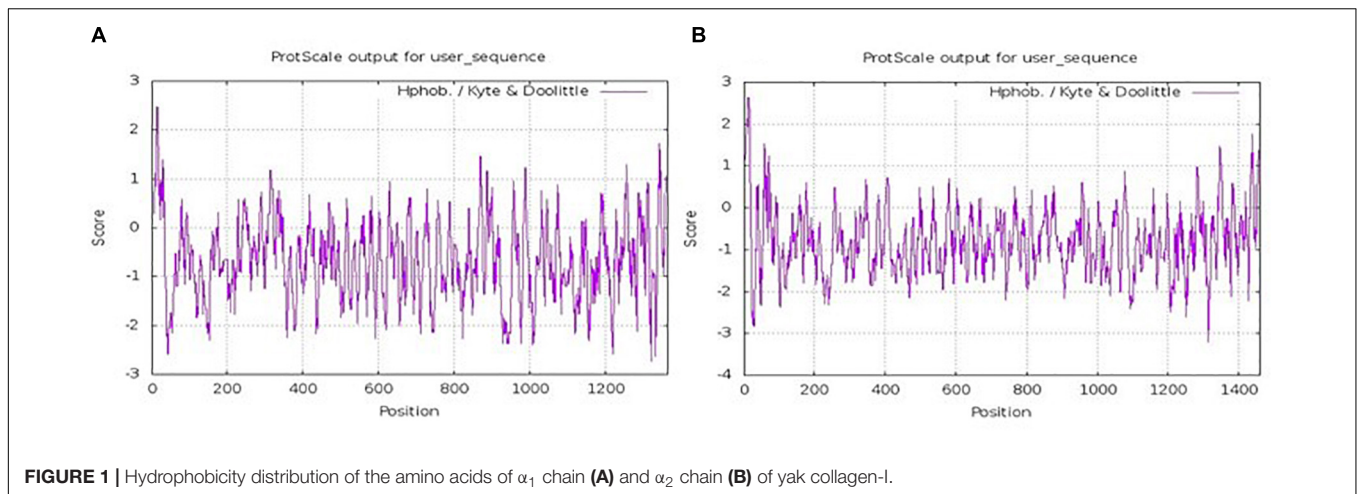 A
ProtScale output for user_sequence
Hphob. / Kyte & Doolittle
Score
3
2
1
0
-1
-2
-3
0 200 400 600 800 1000 1200
Position
B
ProtScale output for user_sequence
Hphob. / Kyte & Doolittle
Score
3
2
1
0
-1
-2
-3
-4
0 200 400 600 800 1000 1200 1400
Position
FIGURE 1 | Hydrophobicity distribution of the amino acids of α₁ chain (A) and α₂ chain (B) of yak collagen-I.